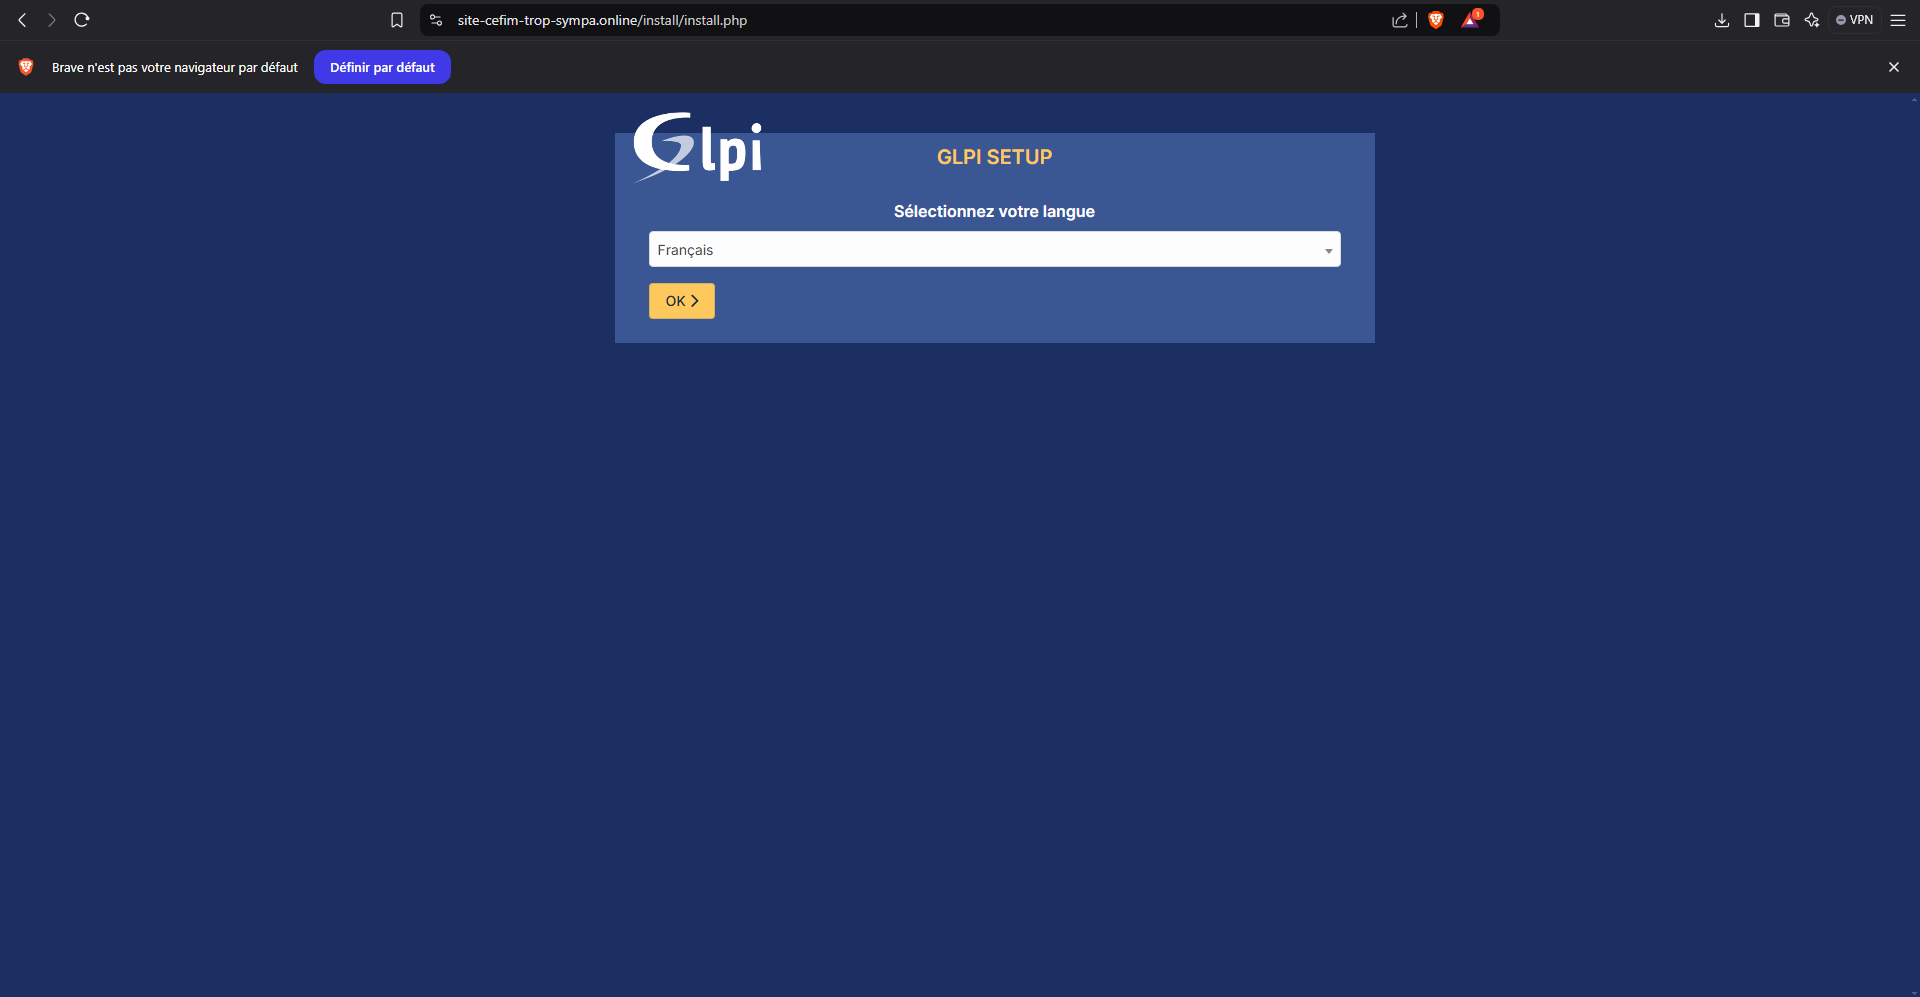 site-cefim-trop-sympa.online/install/install.php
1
VPN
Brave n'est pas votre navigateur par défaut
Définir par défaut
Glpi
GLPI SETUP
Sélectionnez votre langue
Français
OK